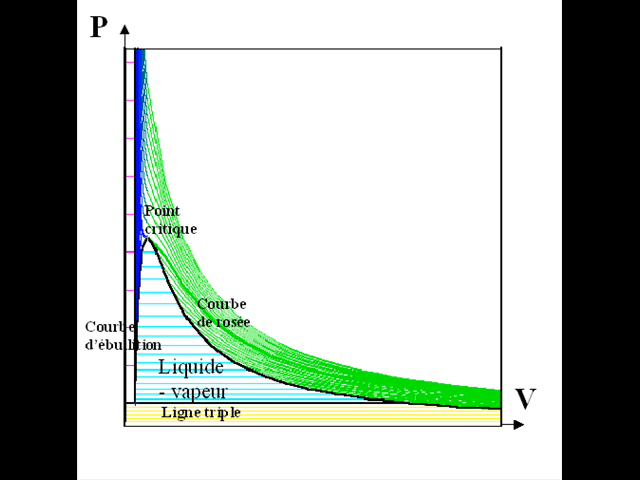 P
Point
critique
Courbe
de rosée
Courbe
d'ébullition
Liquide
- vapeur
V
Ligne triple